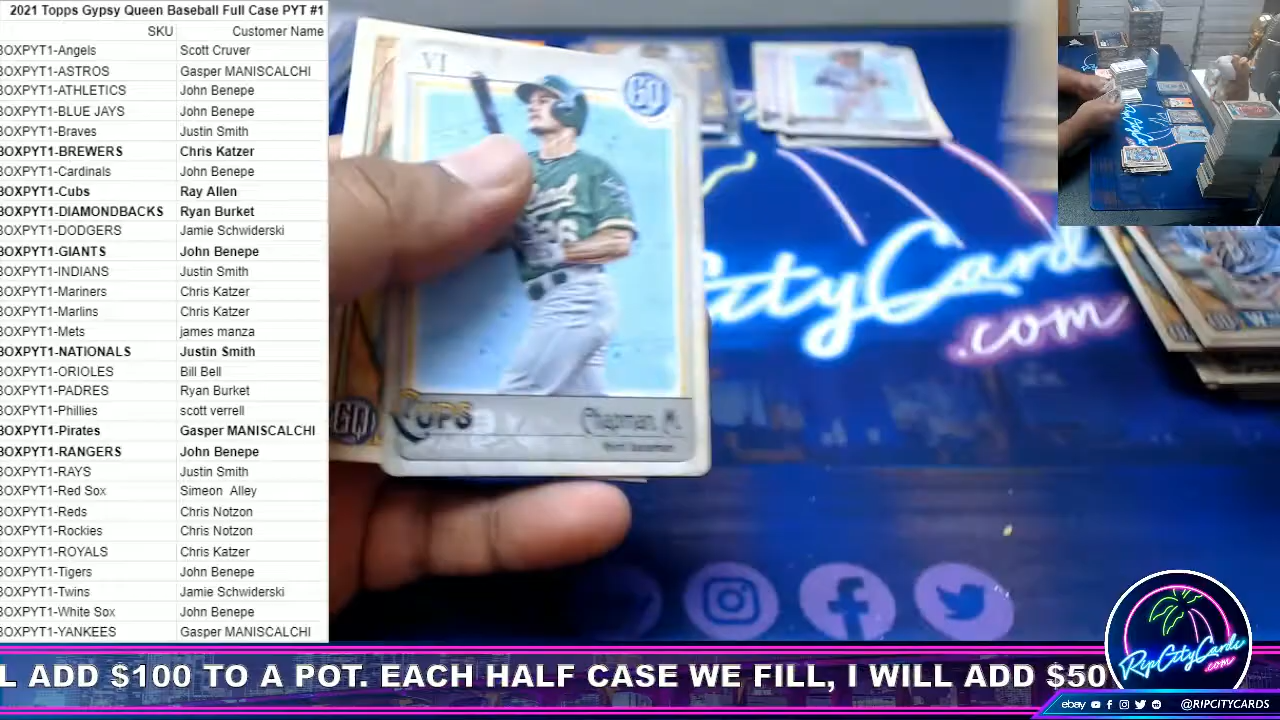 2021 Topps Gypsy Queen Baseball Full Case PYT #1
SKU Customer Name
BOXPYT1-Angels Scott Cruver
BOXPYT1-ASTROS Gasper MANISCALCHI
BOXPYT1-ATHLETICS John Benepe
BOXPYT1-BLUE JAYS John Benepe
BOXPYT1-Braves Justin Smith
BOXPYT1-BREWERS Chris Katzer
BOXPYT1-Cardinals John Benepe
BOXPYT1-Cubs Ray Allen
BOXPYT1-DIAMONDBACKS Ryan Burket
BOXPYT1-DODGERS Jamie Schwiderski
BOXPYT1-GIANTS John Benepe
BOXPYT1-INDIANS Justin Smith
BOXPYT1-Mariners Chris Katzer
BOXPYT1-Marlins Chris Katzer
BOXPYT1-Mets james manza
BOXPYT1-NATIONALS Justin Smith
BOXPYT1-ORIOLES Bill Bell
BOXPYT1-PADRES Ryan Burket
BOXPYT1-Phillies scott verrell
BOXPYT1-Pirates Gasper MANISCALCHI
BOXPYT1-RANGERS John Benepe
BOXPYT1-RAYS Justin Smith
BOXPYT1-Red Sox Simeon Alley
BOXPYT1-Reds Chris Notzon
BOXPYT1-Rockies Chris Notzon
BOXPYT1-ROYALS Chris Katzer
BOXPYT1-Tigers John Benepe
BOXPYT1-Twins Jamie Schwiderski
BOXPYT1-White Sox John Benepe
BOXPYT1-YANKEES Gasper MANISCALCHI
VI
GQ
26
CUPS
Chapman, M.
GQ
CityCards
.com
L ADD $100 TO A POT. EACH HALF CASE WE FILL, I WILL ADD $50
RipCityCards
.com
ebay @RIPCITYCARDS